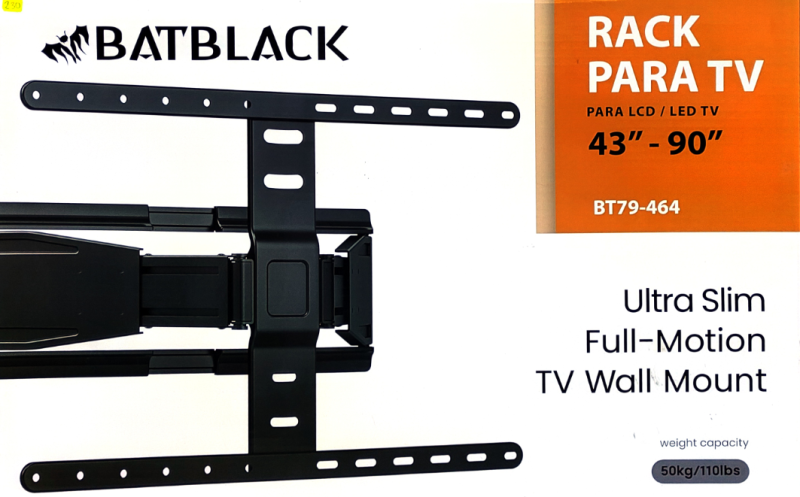 BATBLACK
RACK
PARA TV
PARA LCD / LED TV
43” - 90”
BT79-464
Ultra Slim
Full-Motion
TV Wall Mount
weight capacity
50kg/110lbs